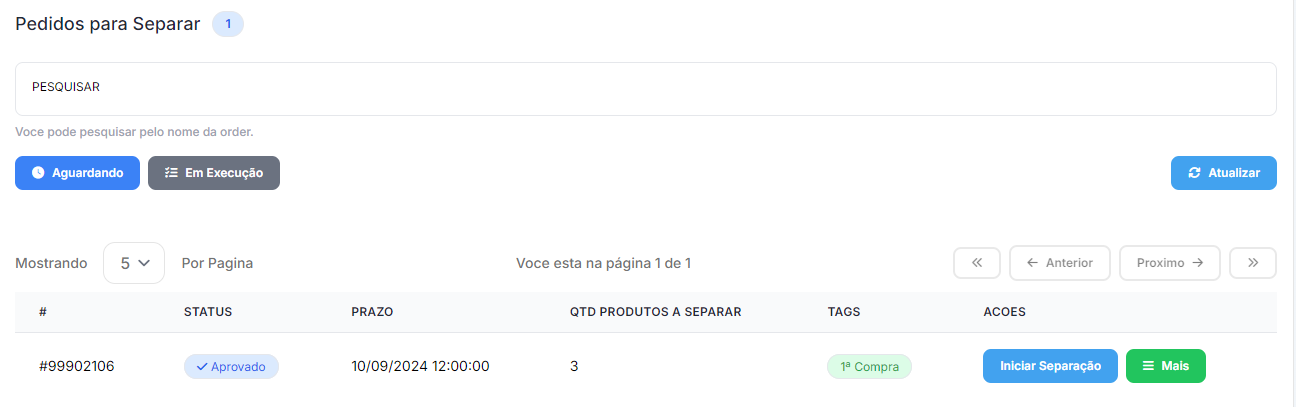 Pedidos para Separar 1
PESQUISAR
Voce pode pesquisar pelo nome da order.
Aguardando Em Execução Atualizar
Mostrando 5 Por Pagina Voce esta na página 1 de 1 Anterior Proximo
# STATUS PRAZO QTD PRODUTOS A SEPARAR TAGS ACOES
#99902106 Aprovado 10/09/2024 12:00:00 3 1ª Compra Iniciar Separação Mais